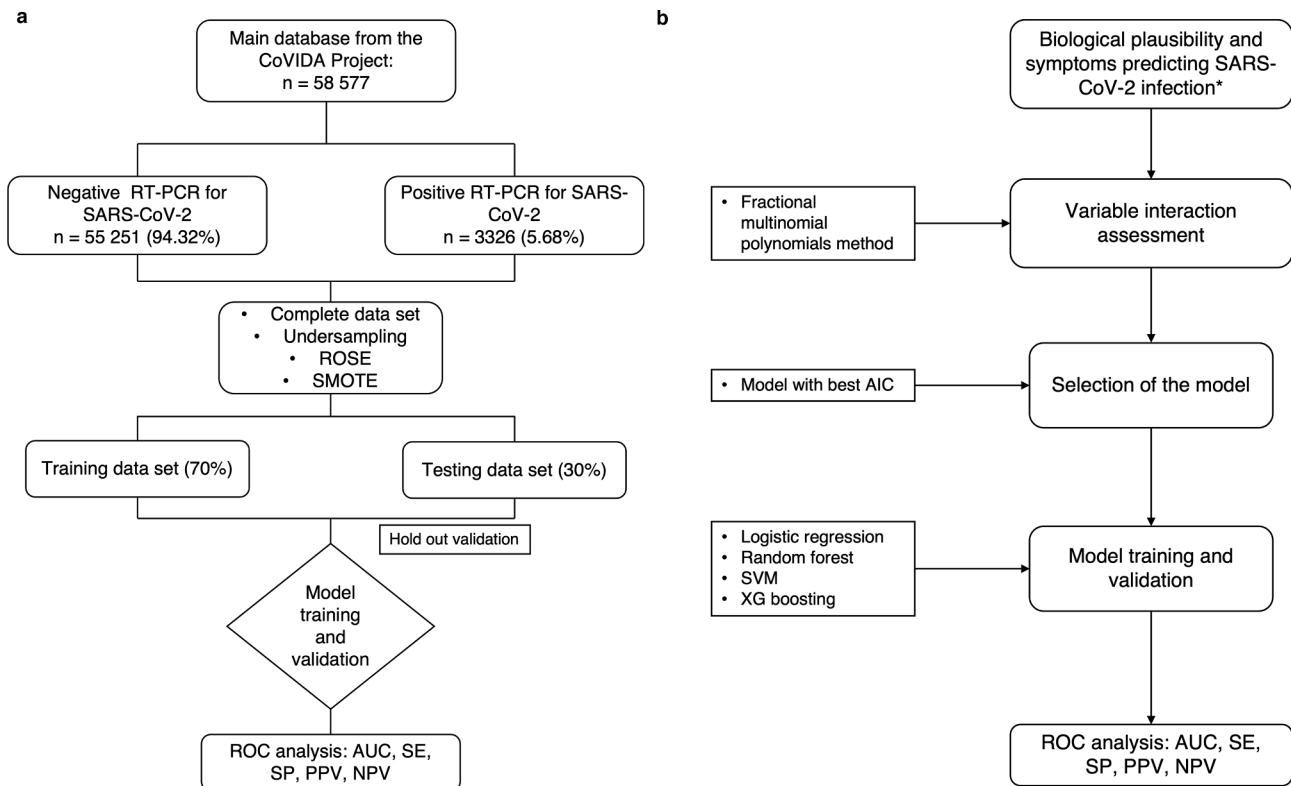 a
Main database from the
CoVIDA Project:
n = 58 577
Negative RT-PCR for
SARS-CoV-2
n = 55 251 (94.32%)
Positive RT-PCR for SARS-
CoV-2
n = 3326 (5.68%)
• Complete data set
• Undersampling
• ROSE
• SMOTE
Training data set (70%)
Testing data set (30%)
Hold out validation
Model
training
and
validation
ROC analysis: AUC, SE,
SP, PPV, NPV
b
Biological plausibility and
symptoms predicting SARS-
CoV-2 infection*
• Fractional
multinomial
polynomials method
Variable interaction
assessment
• Model with best AIC
Selection of the model
• Logistic regression
• Random forest
• SVM
• XG boosting
Model training and
validation
ROC analysis: AUC, SE,
SP, PPV, NPV